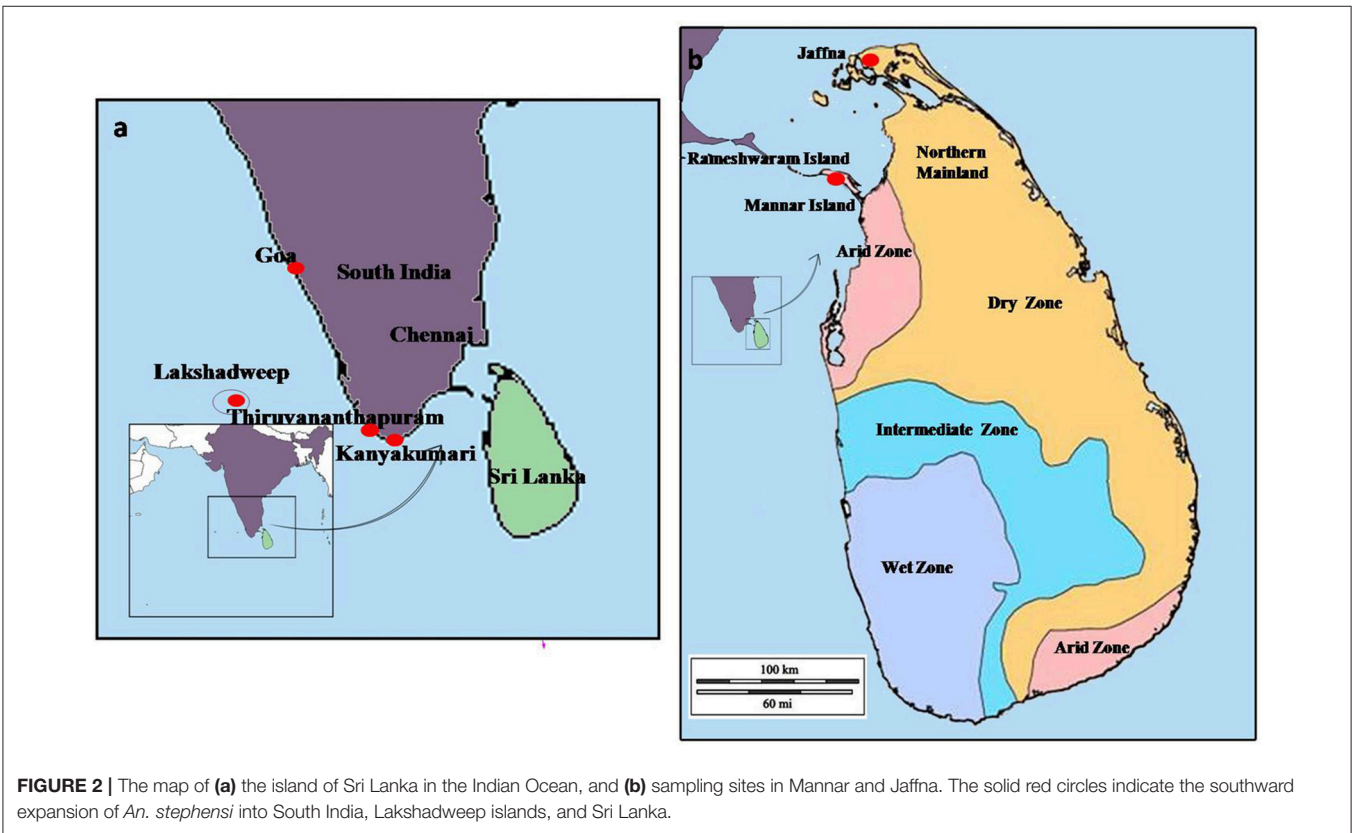 a
Goa
South India
Chennai
Lakshadweep
Thiruvananthapuram
Kanyakumari
Sri Lanka
b
Jaffna
Rameshwaram Island
Northern
Mainland
Mannar Island
Arid Zone
Dry Zone
Intermediate Zone
Wet Zone
Arid Zone
100 km
60 mi
FIGURE 2 | The map of (a) the island of Sri Lanka in the Indian Ocean, and (b) sampling sites in Mannar and Jaffna. The solid red circles indicate the southward
expansion of An. stephensi into South India, Lakshadweep islands, and Sri Lanka.